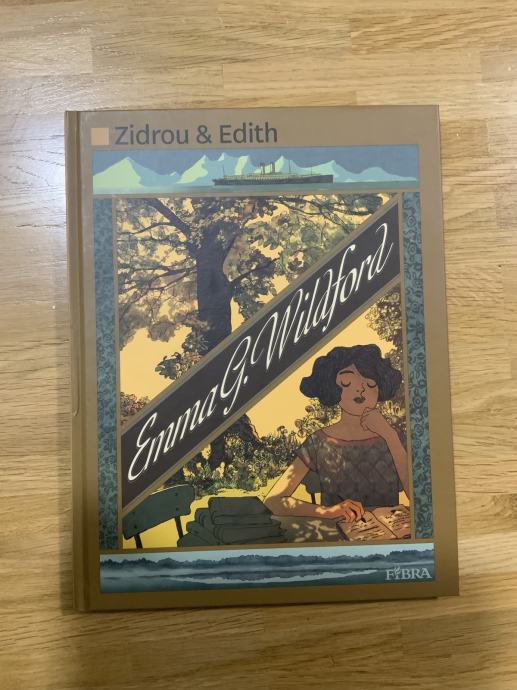 Zidrou & Edith
Emma G. Wildford
FIBRA